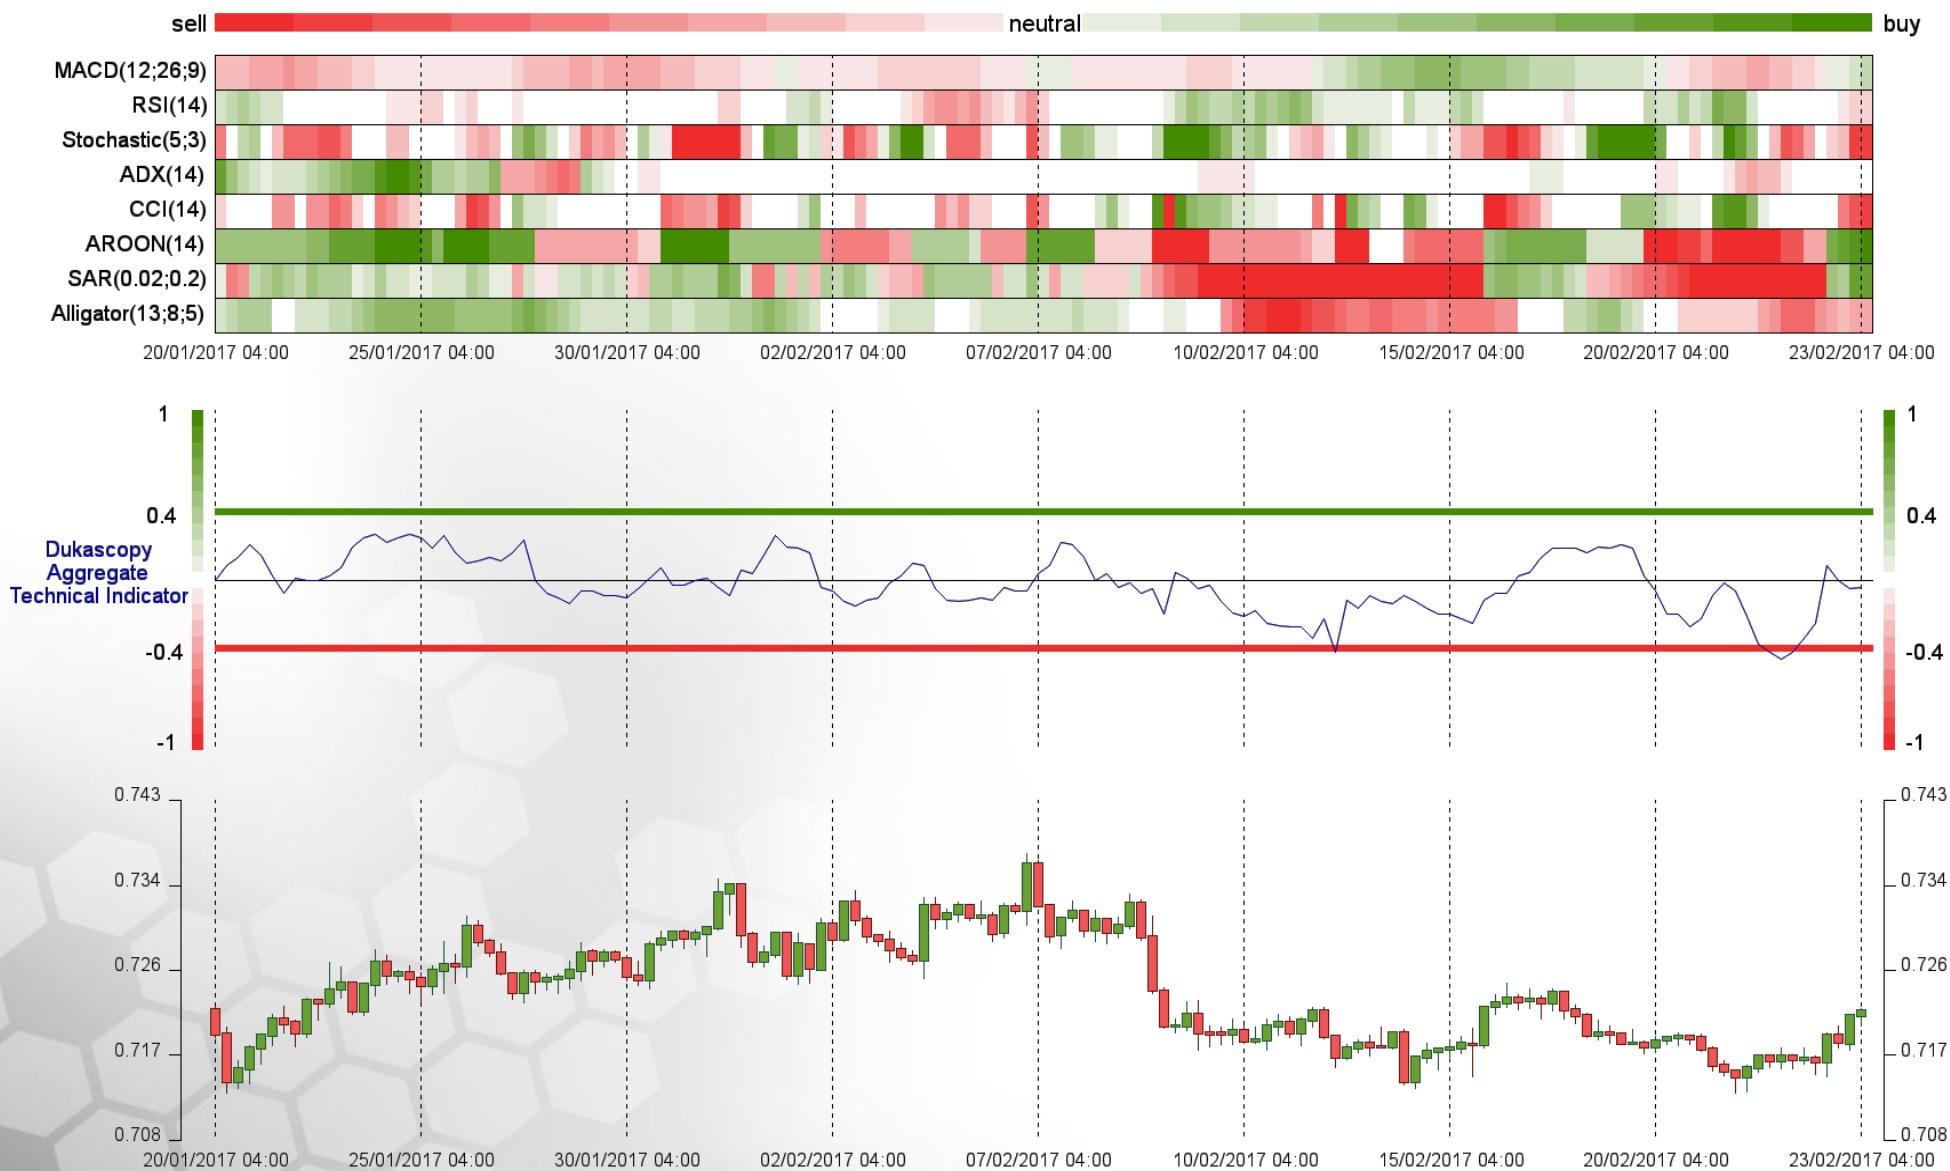 sell neutral buy
MACD(12;26;9)
RSI(14)
Stochastic(5;3)
ADX(14)
CCI(14)
AROON(14)
SAR(0.02;0.2)
Alligator(13;8;5)
20/01/2017 04:00 25/01/2017 04:00 30/01/2017 04:00 02/02/2017 04:00 07/02/2017 04:00 10/02/2017 04:00 15/02/2017 04:00 20/02/2017 04:00 23/02/2017 04:00
1 1
0.4 0.4
Dukascopy
Aggregate
Technical Indicator
-0.4 -0.4
-1 -1
0.743 0.743
0.734 0.734
0.726 0.726
0.717 0.717
0.708 0.708
20/01/2017 04:00 25/01/2017 04:00 30/01/2017 04:00 02/02/2017 04:00 07/02/2017 04:00 10/02/2017 04:00 15/02/2017 04:00 20/02/2017 04:00 23/02/2017 04:00